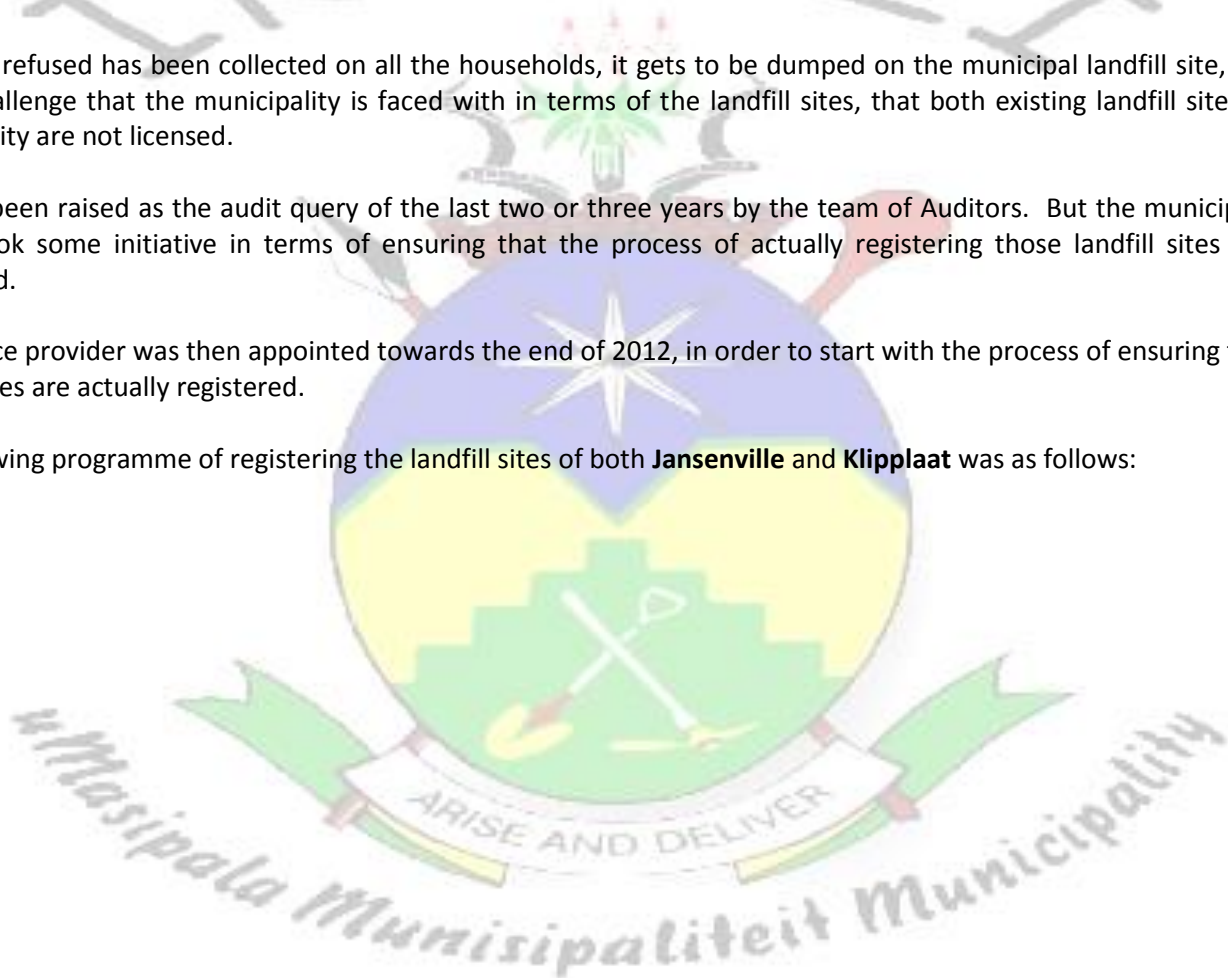 refused has been collected on all the households, it gets to be dumped on the municipal landfill site,
allenge that the municipality is faced with in terms of the landfill sites, that both existing landfill site
ity are not licensed.
been raised as the audit query of the last two or three years by the team of Auditors. But the municip
ok some initiative in terms of ensuring that the process of actually registering those landfill sites
d.
ce provider was then appointed towards the end of 2012, in order to start with the process of ensuring t
es are actually registered.
wing programme of registering the landfill sites of both Jansenville and Klipplaat was as follows:
ARISE AND DELIVER
uMasipala Munisipaliteit Municipality